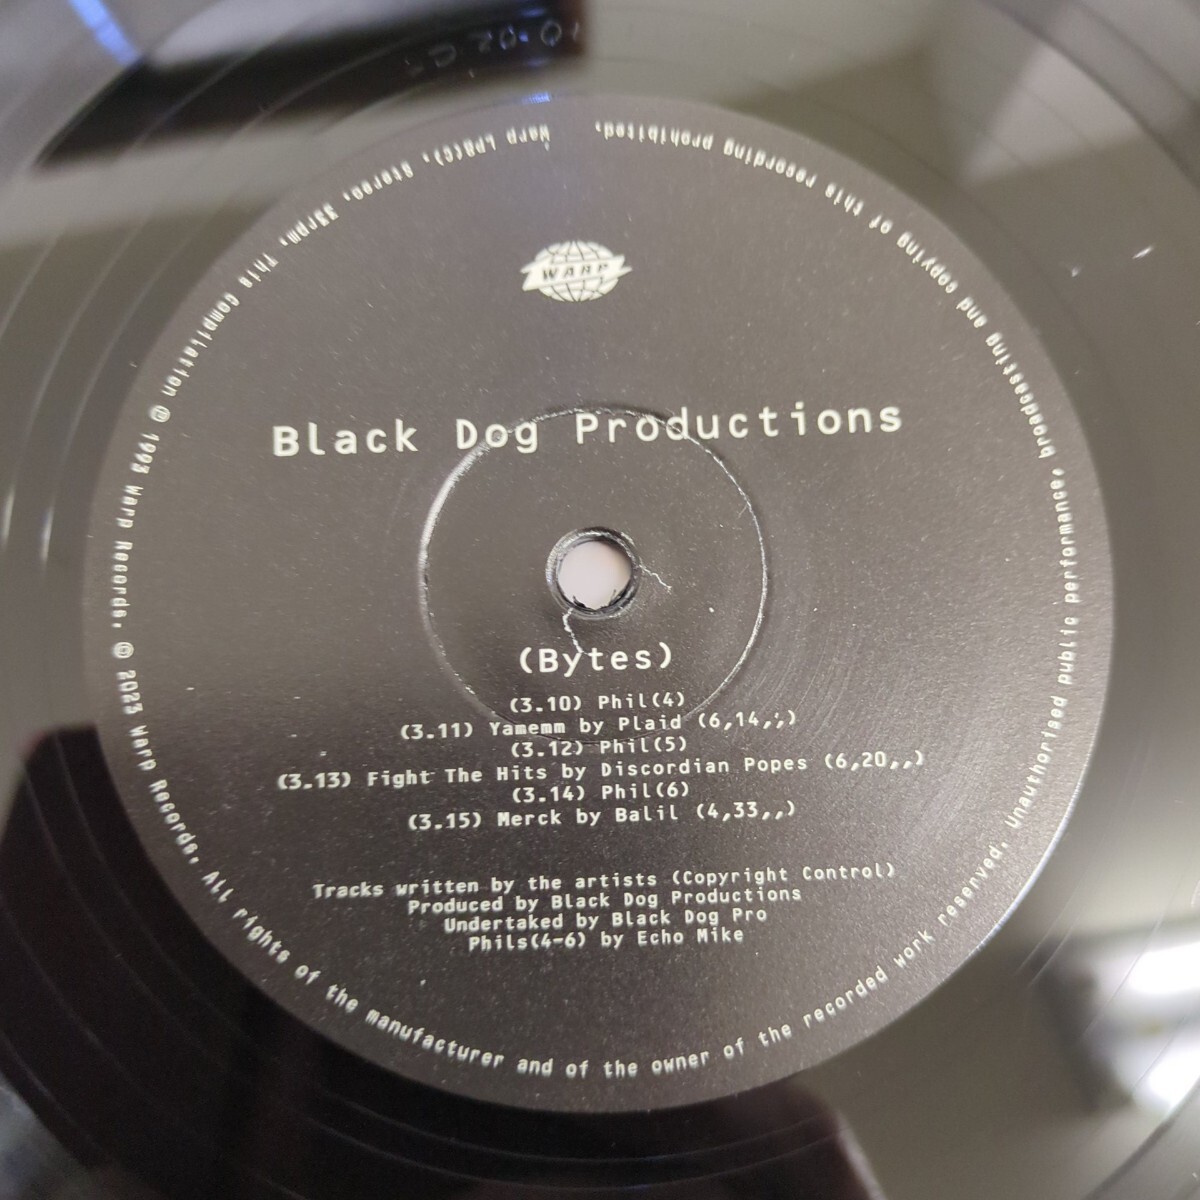 WARP
Black Dog Productions
(Bytes)
(3.10) Phil(4)
(3.11) Yamemm by Plaid (6,14,,)
(3.12) Phil(5)
(3.13) Fight The Hits by Discordian Popes (6,20,,)
(3.14) Phil(6)
(3.15) Merck by Balil (4,33,,)
Tracks written by the artists (Copyright Control)
Produced by Black Dog Productions
Undertaked by Black Dog Pro
Phils(4-6) by Echo Mike
Warp LP8(C), Stereo, 33rpm, This Compilation ℗ 1993 Warp Records, © 2023 Warp Records. All rights of the manufacturer and of the owner of the recorded work reserved. Unauthorised public performance, broadcasting and copying of this recording prohibited.